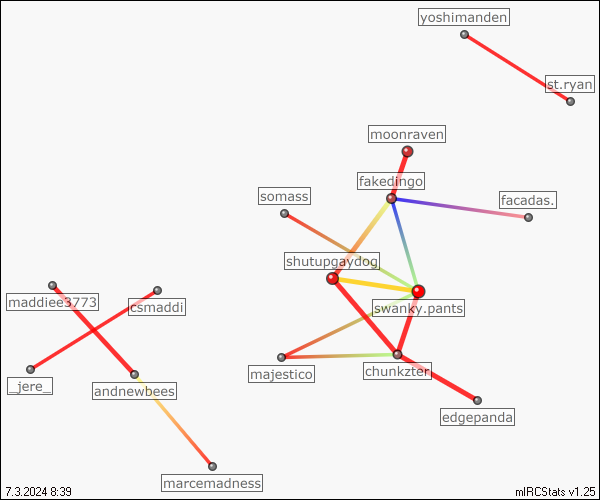 yoshimanden
st.ryan
moonraven
fakedingo
somass
facadas.
shutupgaydog
maddiee3773
csmaddi
swanky.pants
majestico
chunkzter
_jere_
andnewbees
edgepanda
marcemadness
7.3.2024 8:39
mIRCStats v1.25